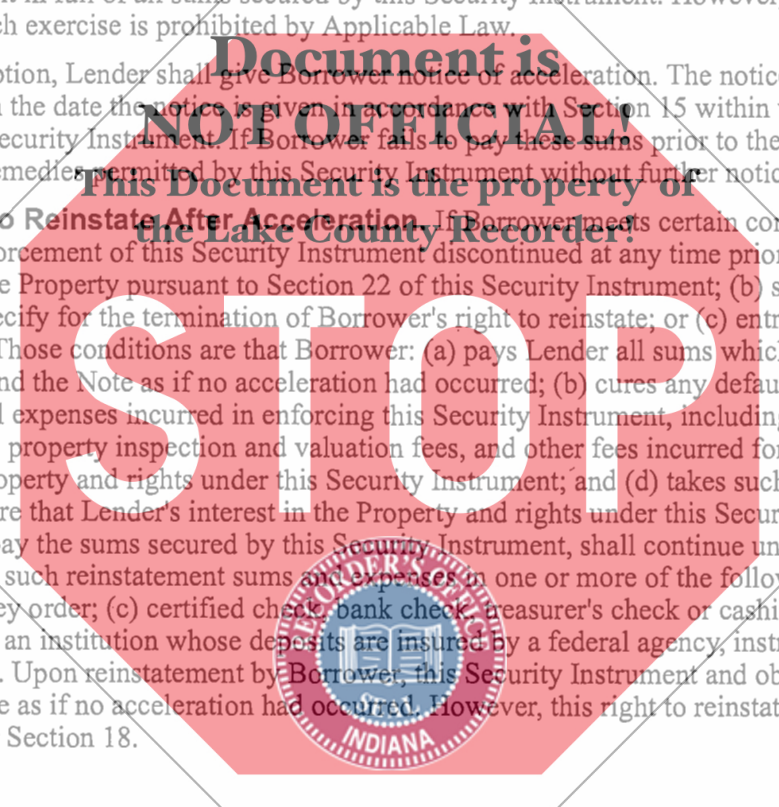 ch exercise is prohibited by Applicable Law.
Document is
ption, Lender shall give Borrower notice of acceleration. The notic
the date the notice is given in accordance with Section 15 within
NOT OFFICIAL!
ecurity Instrument. If Borrower fails to pay these sums prior to the
emedies permitted by this Security Instrument without further notic
This Document is the property of
o Reinstate After Acceleration. If Borrower meets certain con
the Lake County Recorder!
orcement of this Security Instrument discontinued at any time prior
e Property pursuant to Section 22 of this Security Instrument; (b) s
ecify for the termination of Borrower's right to reinstate; or (c) entr
Those conditions are that Borrower: (a) pays Lender all sums which
nd the Note as if no acceleration had occurred; (b) cures any defau
STOP
l expenses incurred in enforcing this Security Instrument, including
property inspection and valuation fees, and other fees incurred for
operty and rights under this Security Instrument; and (d) takes such
re that Lender's interest in the Property and rights under this Secur
ay the sums secured by this Security Instrument, shall continue un
such reinstatement sums and expenses in one or more of the follow
ey order; (c) certified check, bank check, treasurer's check or cashi
an institution whose deposits are insured by a federal agency, instr
. Upon reinstatement by Borrower, this Security Instrument and ob
e as if no acceleration had occurred. However, this right to reinstat
Section 18.
RECORDER'S OFFICE
SEAL
INDIANA